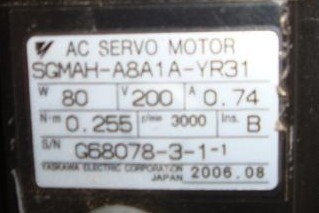 AC SERVO MOTOR
SGMAH-A8A1A-YR31
W 80 V 200 A 0.74
N·m 0.255 r/min 3000 Ins. B
S/N G68078-3-1-1
YASKAWA ELECTRIC CORPORATION
JAPAN 2006.08